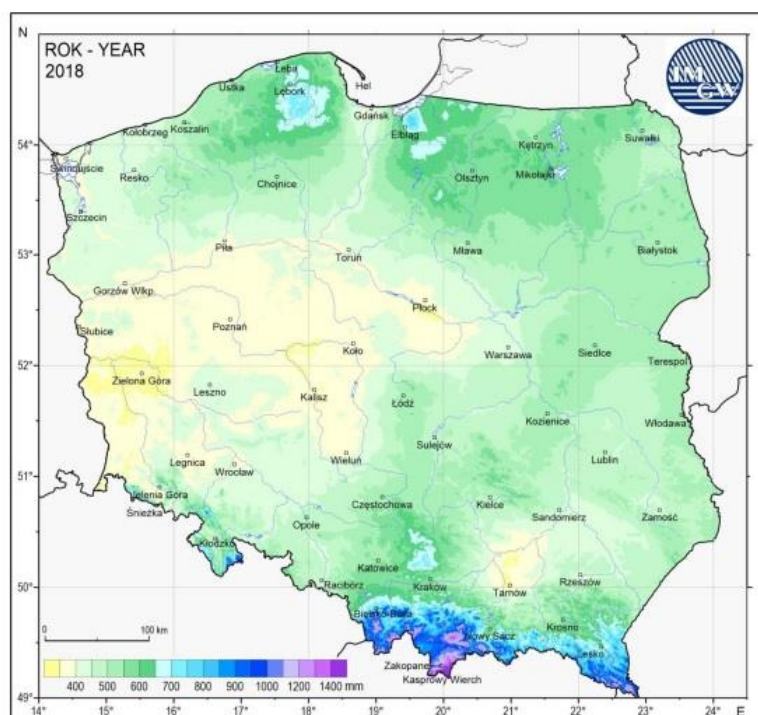 N
ROK - YEAR
2018
IM
GW
Łeba
Ustka
Lębork
Hel
Gdańsk
Kołobrzeg
Koszalin
Elbląg
Suwałki
54°
Kętrzyn
Świnoujście
Resko
Chojnice
Olsztyn
Mikołajki
Szczecin
53°
Piła
Toruń
Mława
Białystok
Gorzów Wlkp.
Płock
Słubice
Poznań
Koło
Warszawa
Siedlce
Terespol
52°
Zielona Góra
Leszno
Kalisz
Łódź
Kozienice
Włodawa
Sulejów
Legnica
Wrocław
Wieluń
Lublin
51°
Jelenia Góra
Śnieżka
Częstochowa
Kielce
Sandomierz
Zamość
Opole
Kłodzko
Katowice
50°
Racibórz
Kraków
Tarnów
Rzeszów
Bielsko-Biała
Krosno
Nowy Sącz
Lesko
0 100 km
Zakopane
Kasprowy Wierch
400 500 600 700 800 900 1000 1200 1400 mm
49°
14° 15° 16° 17° 18° 19° 20° 21° 22° 23° 24° E